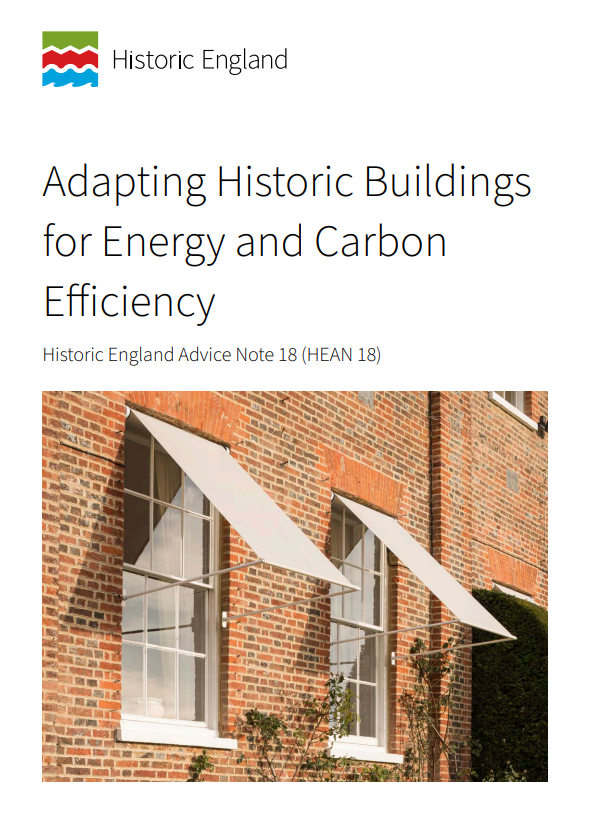 Historic England
Adapting Historic Buildings
for Energy and Carbon
Efficiency
Historic England Advice Note 18 (HEAN 18)